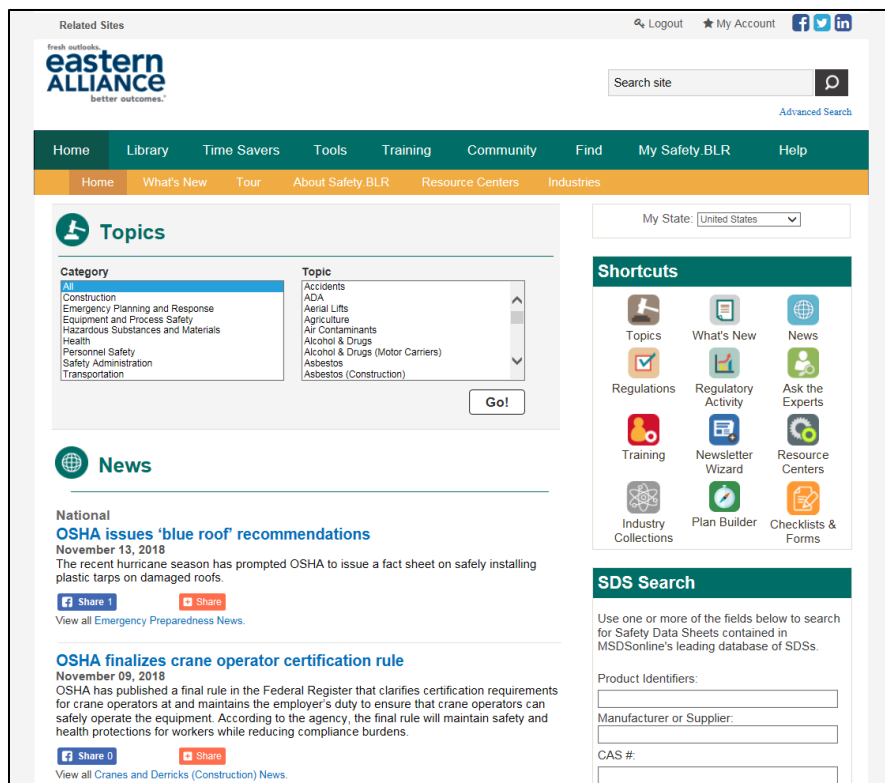 Related Sites
Logout
My Account
fresh outlooks.
eastern
ALLIANCE
better outcomes.®
Search site
Advanced Search
Home Library Time Savers Tools Training Community Find My Safety.BLR Help
Home What's New Tour About Safety.BLR Resource Centers Industries
Topics
Category
All
Construction
Emergency Planning and Response
Equipment and Process Safety
Hazardous Substances and Materials
Health
Personnel Safety
Safety Administration
Transportation
Topic
Accidents
ADA
Aerial Lifts
Agriculture
Air Contaminants
Alcohol & Drugs
Alcohol & Drugs (Motor Carriers)
Asbestos
Asbestos (Construction)
Go!
News
National
OSHA issues ‘blue roof’ recommendations
November 13, 2018
The recent hurricane season has prompted OSHA to issue a fact sheet on safely installing
plastic tarps on damaged roofs.
Share 1
Share
View all Emergency Preparedness News.
OSHA finalizes crane operator certification rule
November 09, 2018
OSHA has published a final rule in the Federal Register that clarifies certification requirements
for crane operators at and maintains the employer’s duty to ensure that crane operators can
safely operate the equipment. According to the agency, the final rule will maintain safety and
health protections for workers while reducing compliance burdens.
Share 0
Share
View all Cranes and Derricks (Construction) News.
My State: United States
Shortcuts
Topics
What's New
News
Regulations
Regulatory
Activity
Ask the
Experts
Training
Newsletter
Wizard
Resource
Centers
Industry
Collections
Plan Builder
Checklists &
Forms
SDS Search
Use one or more of the fields below to search
for Safety Data Sheets contained in
MSDSonline's leading database of SDSs.
Product Identifiers:
Manufacturer or Supplier:
CAS #: